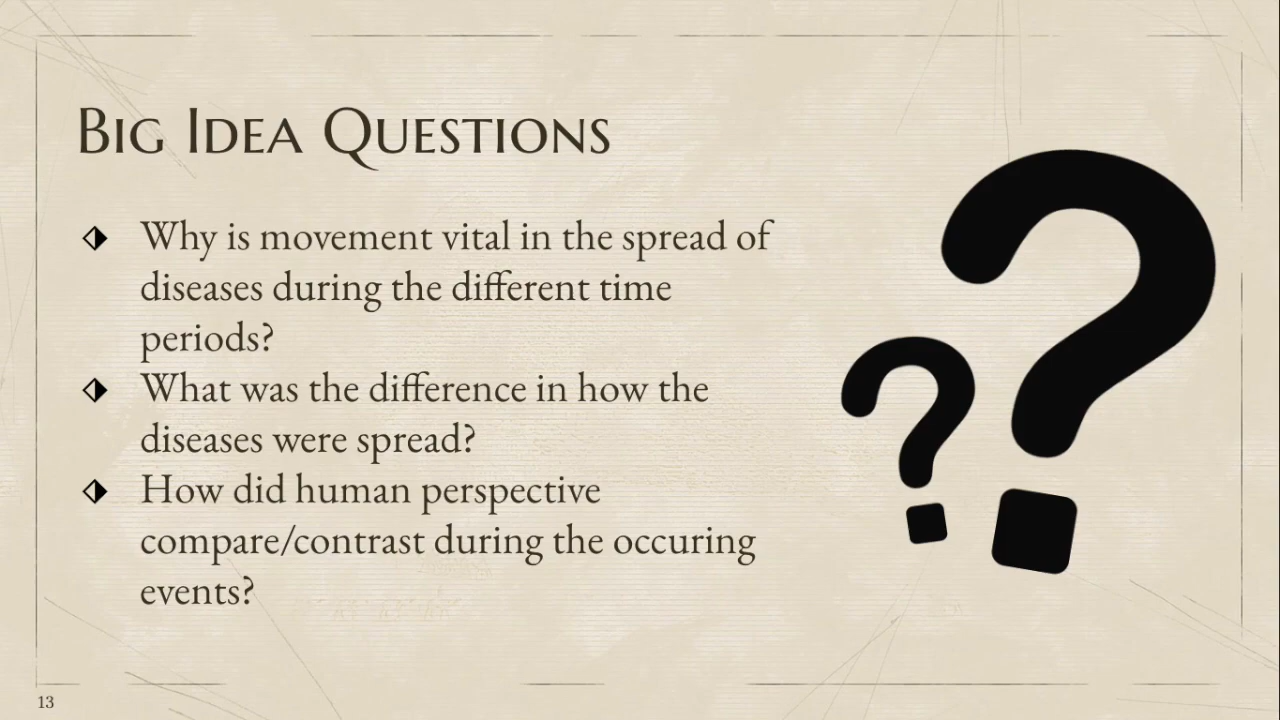 Big Idea Questions
Why is movement vital in the spread of
diseases during the different time
periods?
What was the difference in how the
diseases were spread?
How did human perspective
compare/contrast during the occuring
events?
13